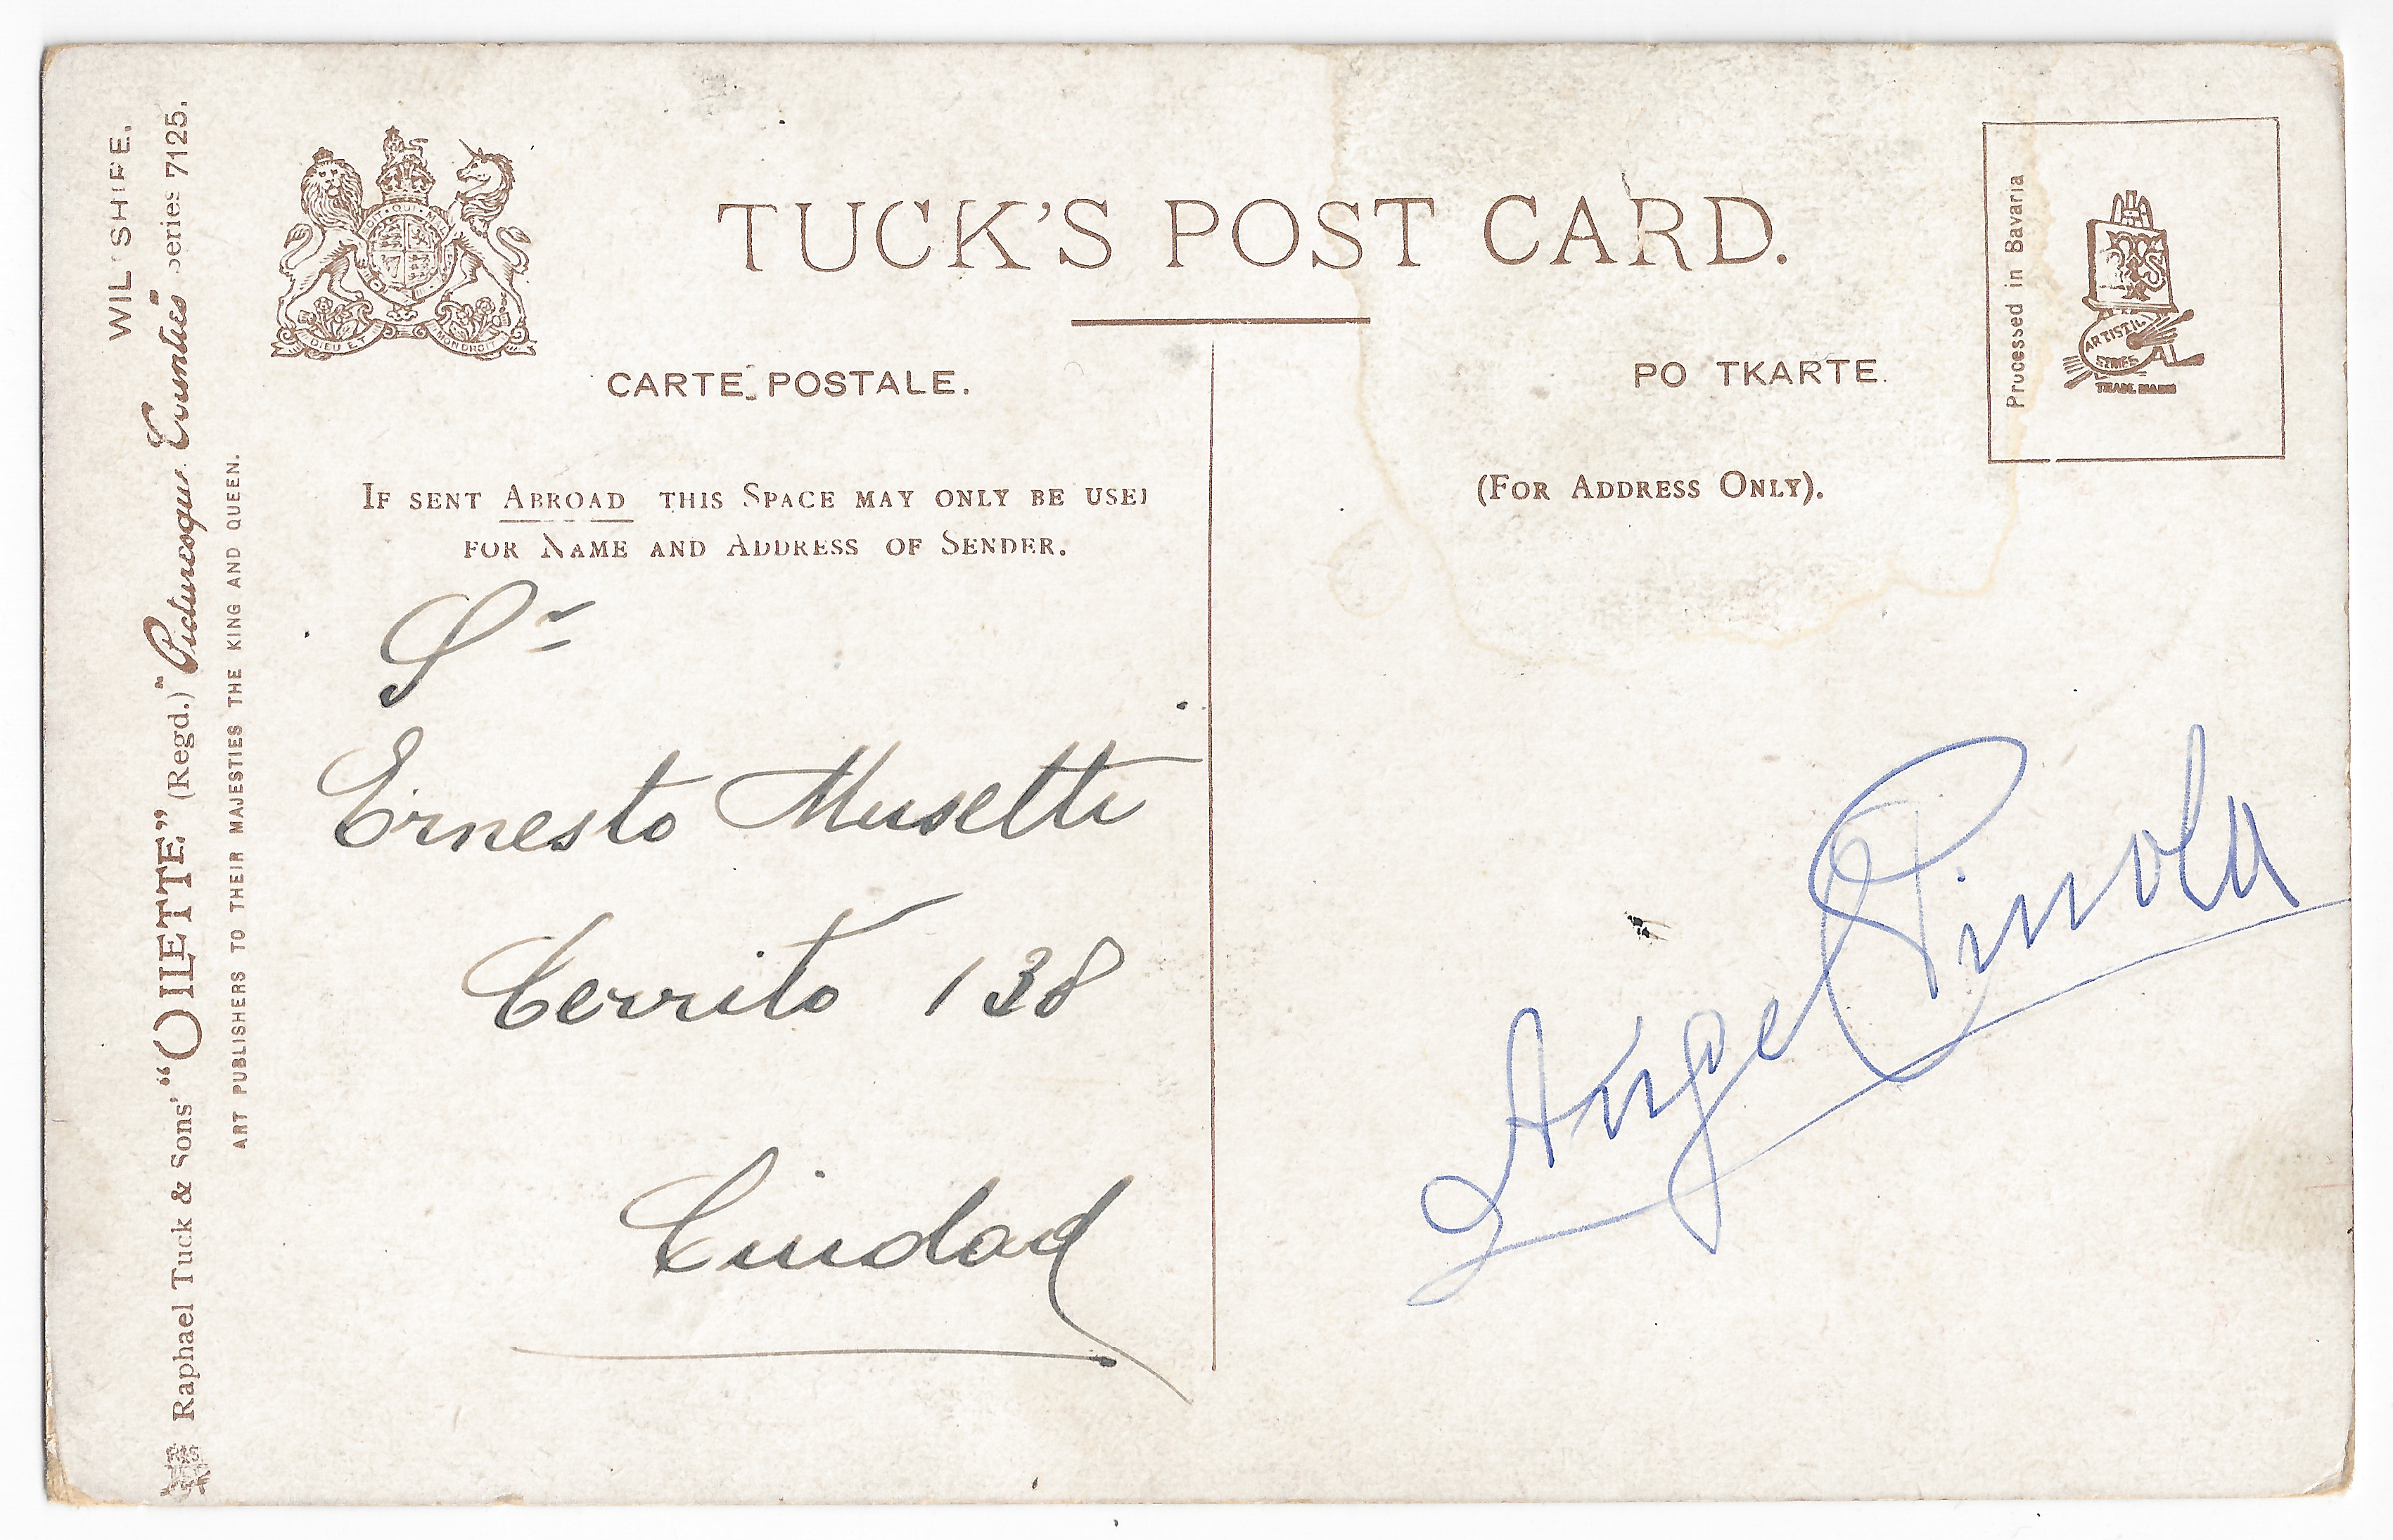 WILTSHIRE.
Raphael Tuck & Sons' "OILETTE" (Regd.) "Picturesque Counties" Series 7125.
ART PUBLISHERS TO THEIR MAJESTIES THE KING AND QUEEN.
DIEU ET MON DROIT
TUCK'S POST CARD.
CARTE POSTALE.
PO TKARTE.
IF SENT ABROAD THIS SPACE MAY ONLY BE USED
FOR NAME AND ADDRESS OF SENDER.
(FOR ADDRESS ONLY).
Processed in Bavaria
ARTISTIC
SERIES
TRADE MARK
Sr
Ernesto Musetti
Cerrito 138
Ciudad
Angel Pinola